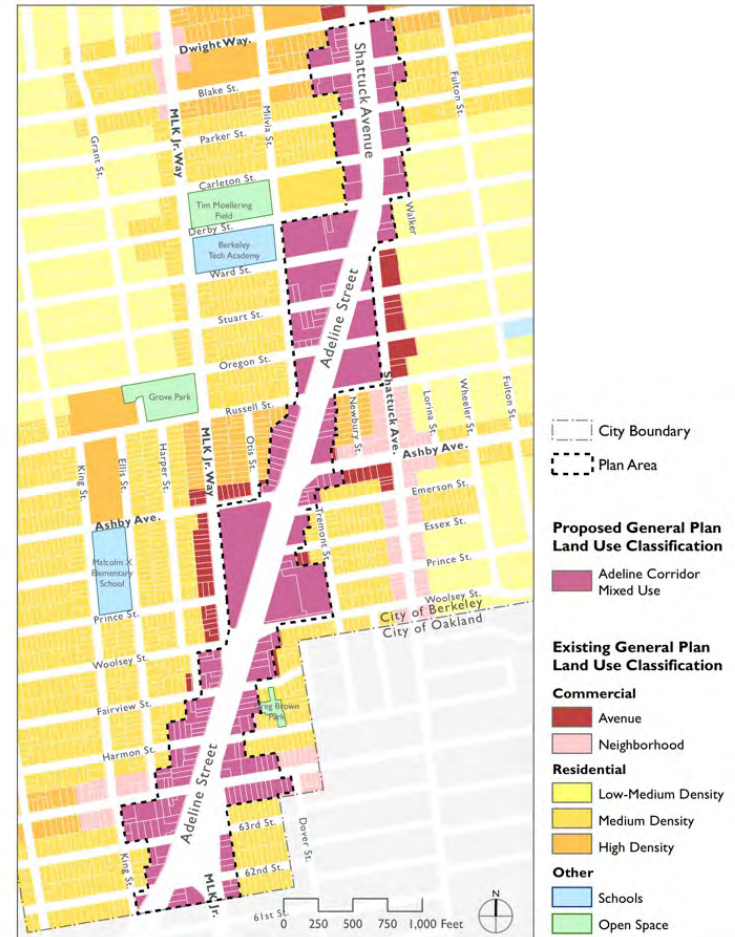 Dwight Way.
Shattuck Avenue
Blake St.
Fulton St.
MLK Jr. Way
Milvia St.
Grant St.
Parker St.
Carleton St.
Tim Moellering
Field
Derby St.
Walker
Berkeley
Tech Academy
Ward St.
Adeline Street
Stuart St.
Oregon St.
Grove Park
Russell St.
Newbury St.
Shattuck Ave.
Lorina St.
Wheeler St.
Fulton St.
King St.
Ellis St.
Harper St.
MLK Jr. Way
Otis St.
Ashby Ave.
Emerson St.
Ashby Ave.
Essex St.
Tremont St.
Malcolm X
Elementary
School
Prince St.
Prince St.
Woolsey St.
City of Berkeley
City of Oakland
Woolsey St.
Fairview St.
Greg Brown
Park
Harmon St.
Adeline Street
63rd St.
Dover St.
King St.
62nd St.
MLK Jr.
61st St.
0 250 500 750 1,000 Feet
N
City Boundary
Plan Area
Proposed General Plan
Land Use Classification
Adeline Corridor
Mixed Use
Existing General Plan
Land Use Classification
Commercial
Avenue
Neighborhood
Residential
Low-Medium Density
Medium Density
High Density
Other
Schools
Open Space